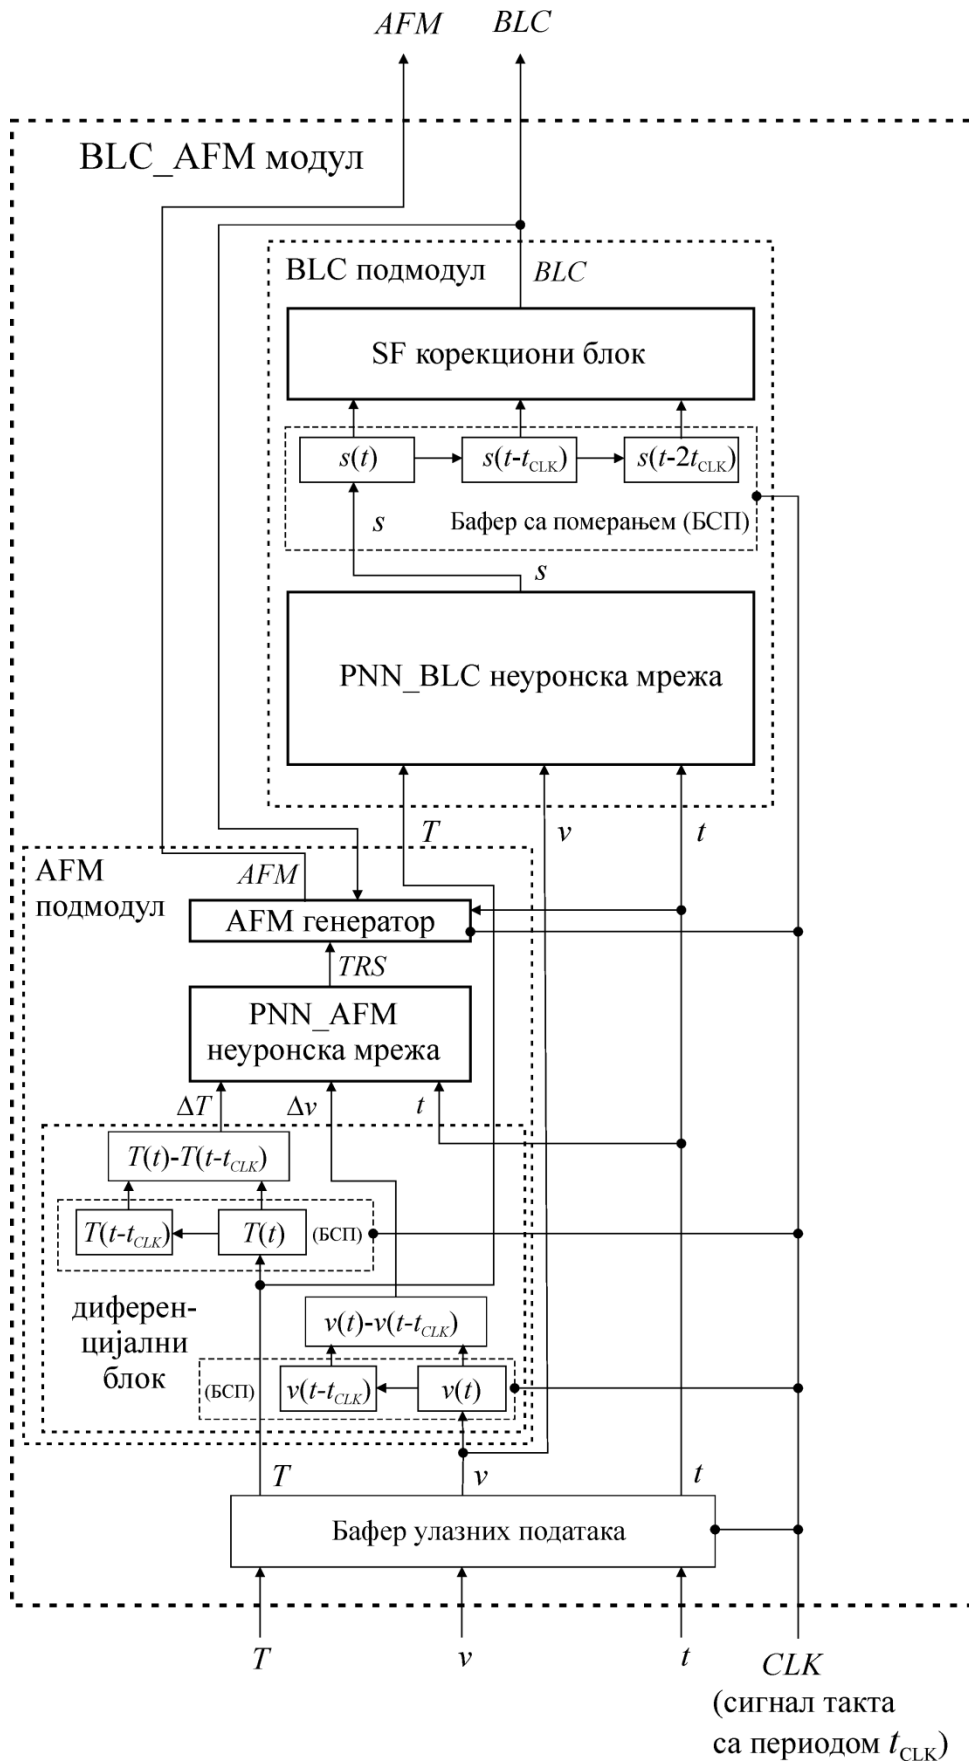 AFM BLC
BLC_AFM модул
BLC подмодул
BLC
SF корекциони блок
s(t)
s(t-tCLK)
s(t-2tCLK)
s
Бафер са померањем (БСП)
s
PNN_BLC неуронска мрежа
T
v
t
AFM
подмодул
AFM
AFM генератор
TRS
PNN_AFM
неуронска мрежа
ΔT
Δv
t
T(t)-T(t-tCLK)
T(t-tCLK)
T(t)
(БСП)
диферен-
цијални
блок
v(t)-v(t-tCLK)
(БСП)
v(t-tCLK)
v(t)
T
v
t
Бафер улазних података
T
v
t
CLK
(сигнал такта
са периодом tCLK)